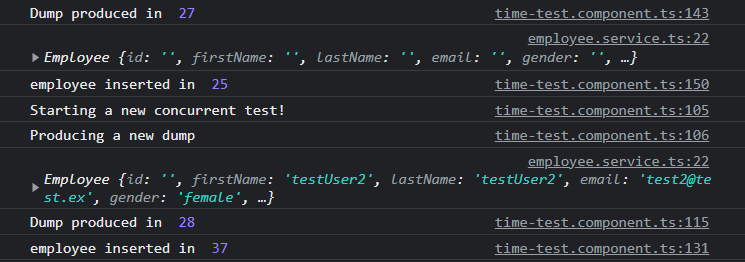 Dump produced in 27 time-test.component.ts:143
employee.service.ts:22
Employee {id: '', firstName: '', lastName: '', email: '', gender: '', …}
employee inserted in 25 time-test.component.ts:150
Starting a new concurrent test! time-test.component.ts:105
Producing a new dump time-test.component.ts:106
employee.service.ts:22
Employee {id: '', firstName: 'testUser2', lastName: 'testUser2', email: 'test2@te
st.ex', gender: 'female', …}
Dump produced in 28 time-test.component.ts:115
employee inserted in 37 time-test.component.ts:131